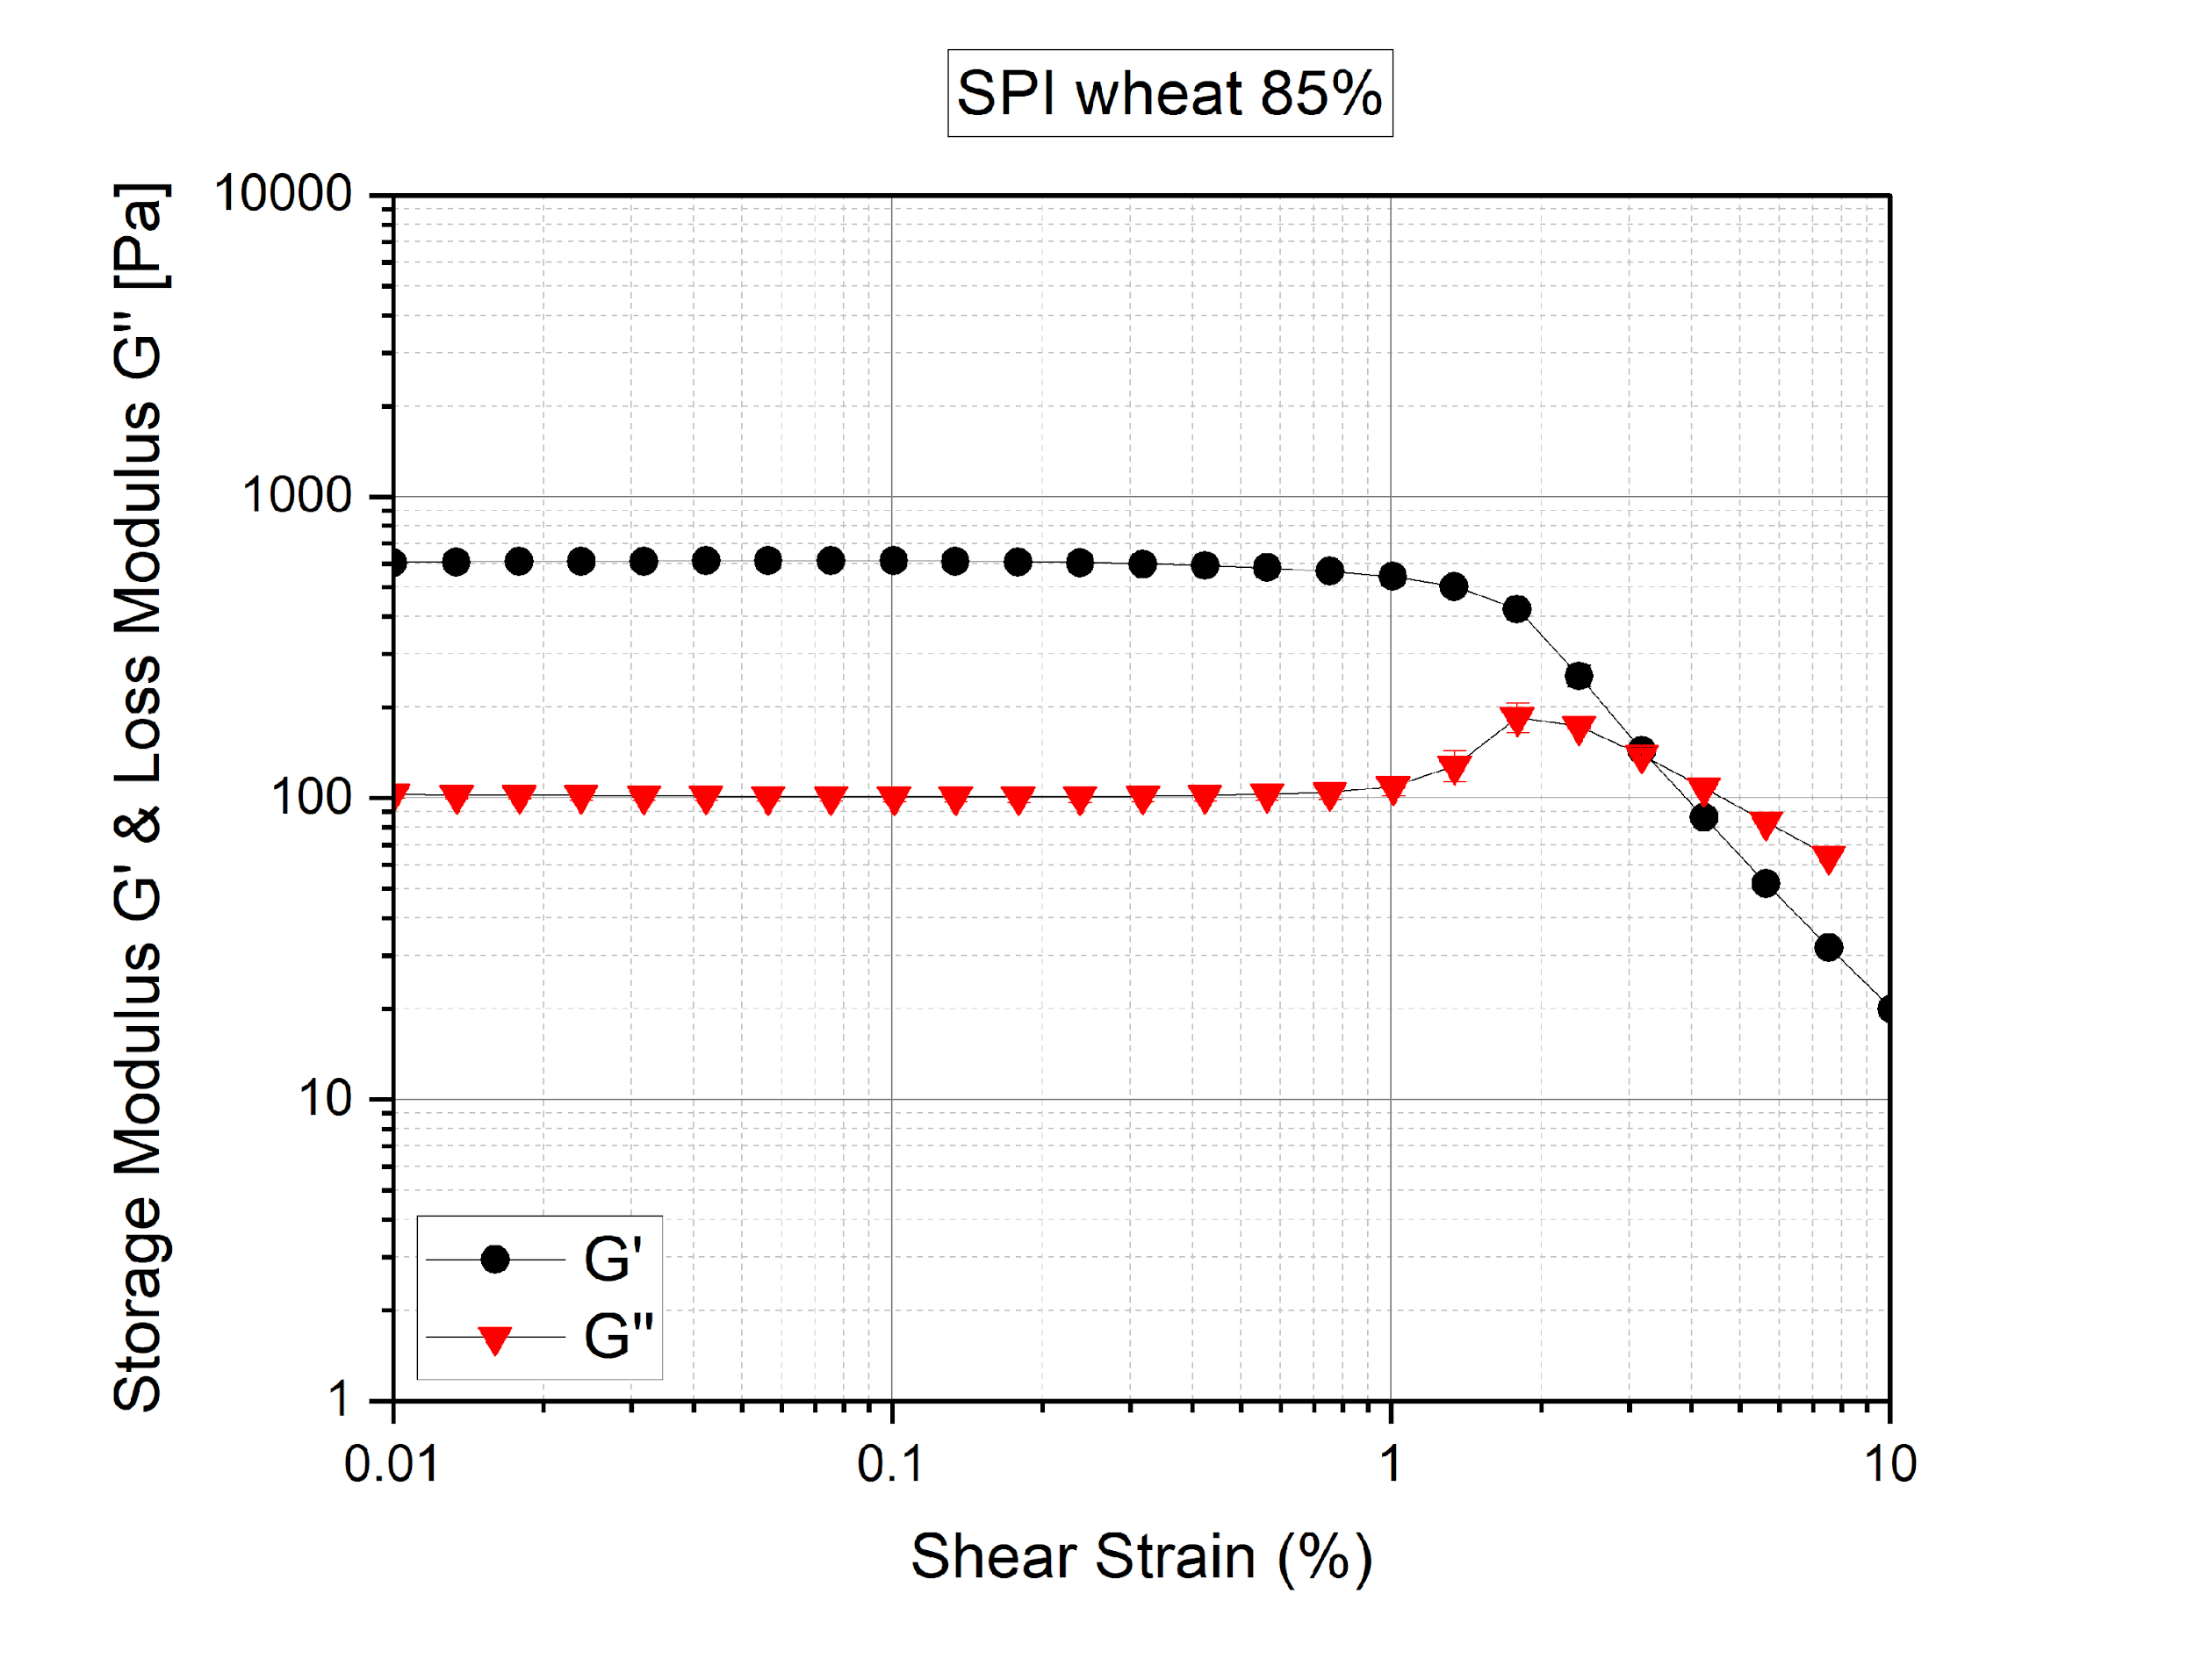 SPI wheat 85%
Storage Modulus G' & Loss Modulus G" [Pa]
10000
1000
100
10
1
G'
G"
0.01 0.1 1 10
Shear Strain (%)